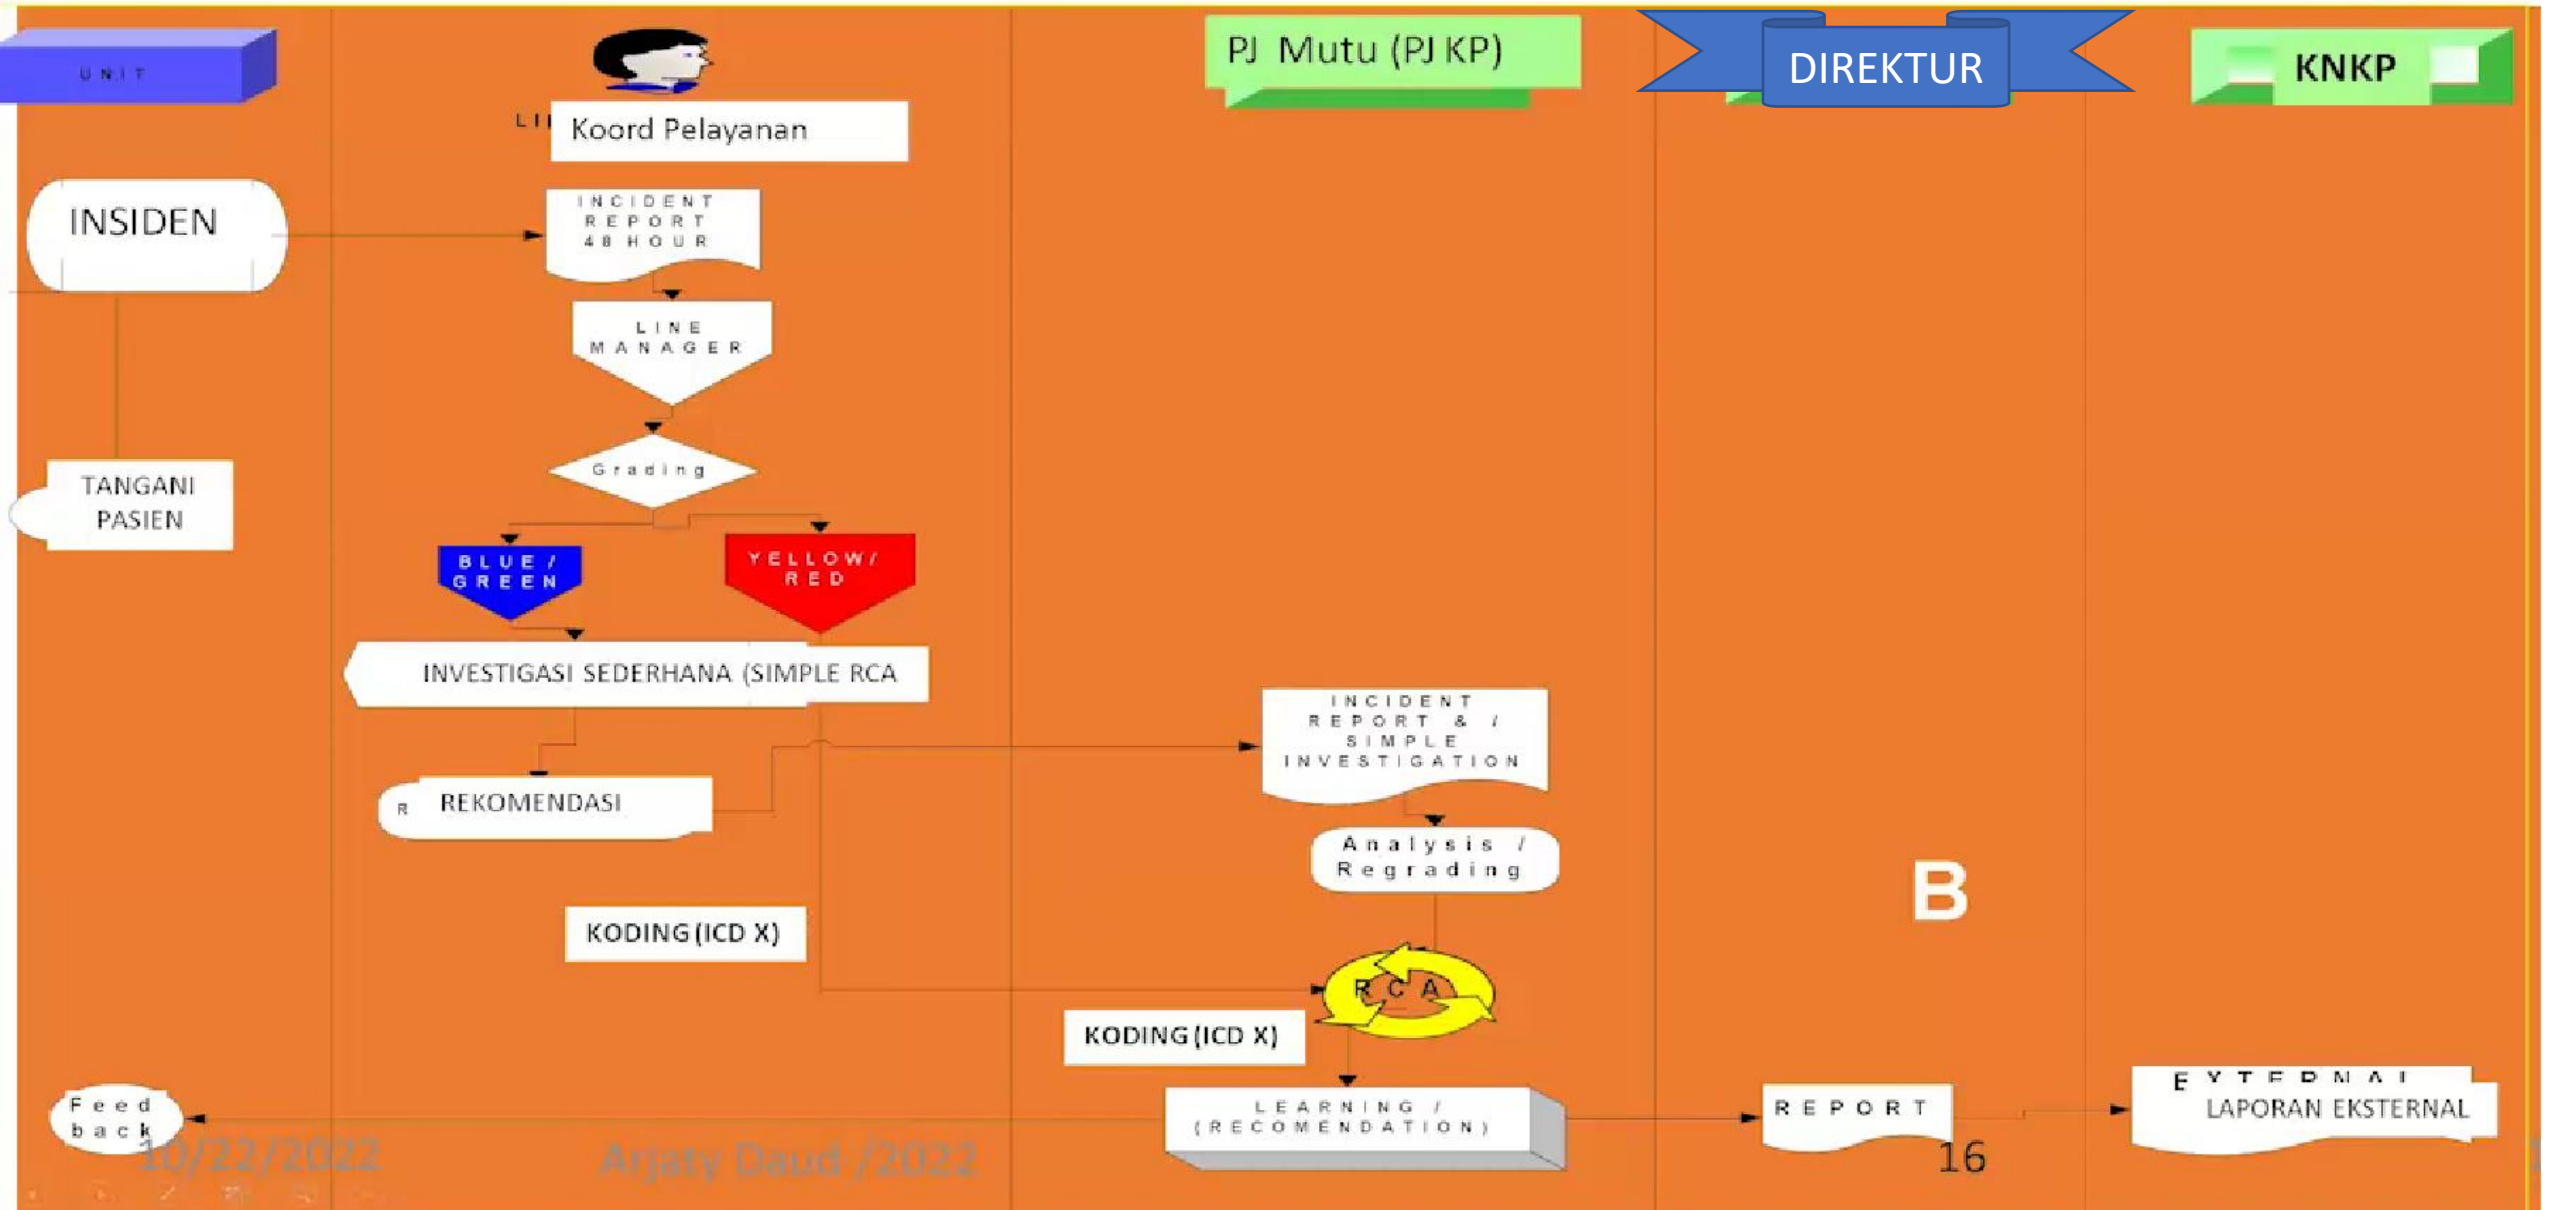 UNIT
PJ Mutu (PJ KP)
DIREKTUR
KNKP
Koord Pelayanan
INSIDEN
INCIDENT
REPORT
48 HOUR
LINE
MANAGER
Grading
TANGANI
PASIEN
BLUE /
GREEN
YELLOW/
RED
INVESTIGASI SEDERHANA (SIMPLE RCA
INCIDENT
REPORT & /
SIMPLE
INVESTIGATION
R
REKOMENDASI
Analysis /
Regrading
B
KODING (ICD X)
RCA
KODING (ICD X)
Feed
back
LEARNING /
(RECOMENDATION)
REPORT
EXTERNAL
LAPORAN EKSTERNAL
10/22/2022
Arjaty Daud /2022
16